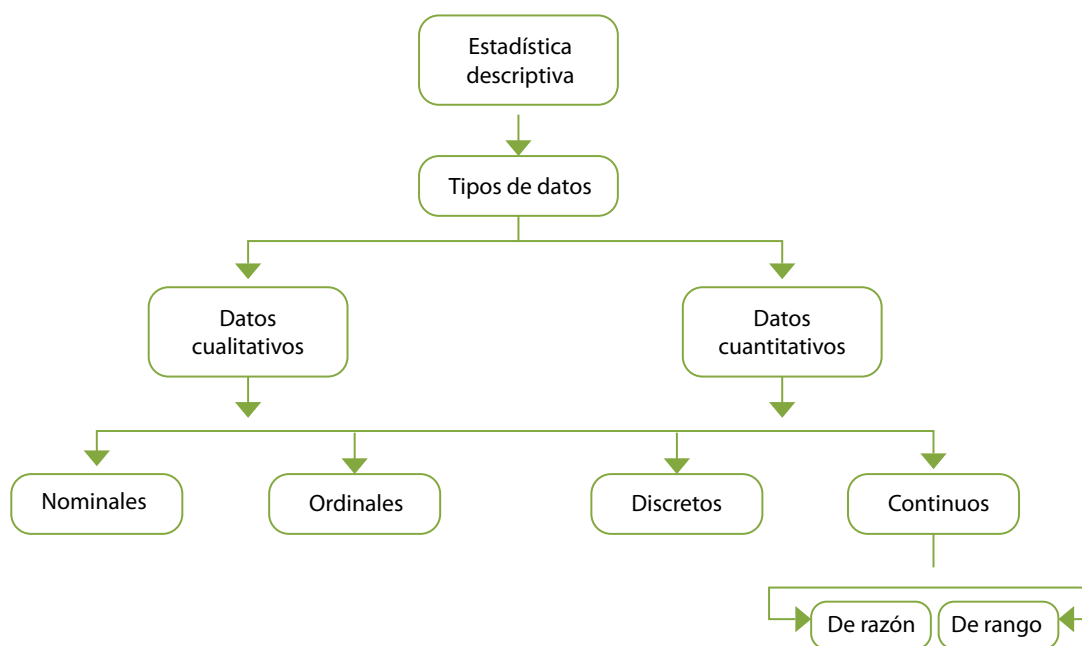 Estadística
descriptiva
Tipos de datos
Datos
cualitativos
Datos
cuantitativos
Nominales
Ordinales
Discretos
Continuos
De razón
De rango